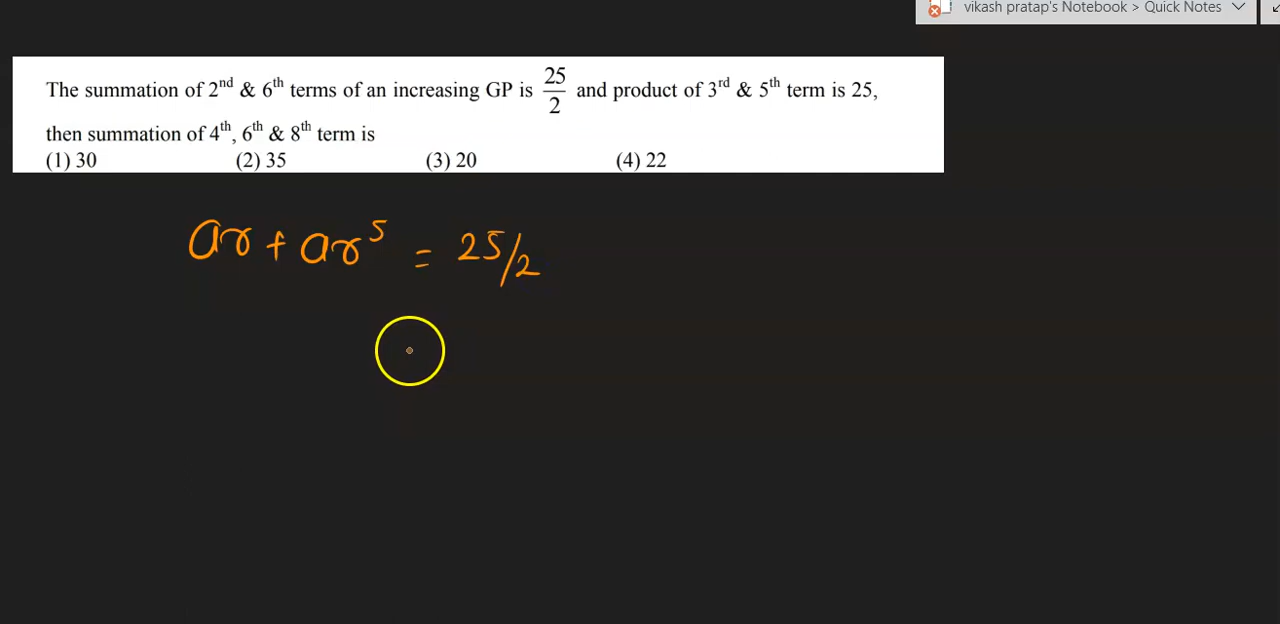 vikash pratap's Notebook > Quick Notes
The summation of 2nd & 6th terms of an increasing GP is 25/2 and product of 3rd & 5th term is 25,
then summation of 4th, 6th & 8th term is
(1) 30 (2) 35 (3) 20 (4) 22
ar + ar⁵ = 25/2